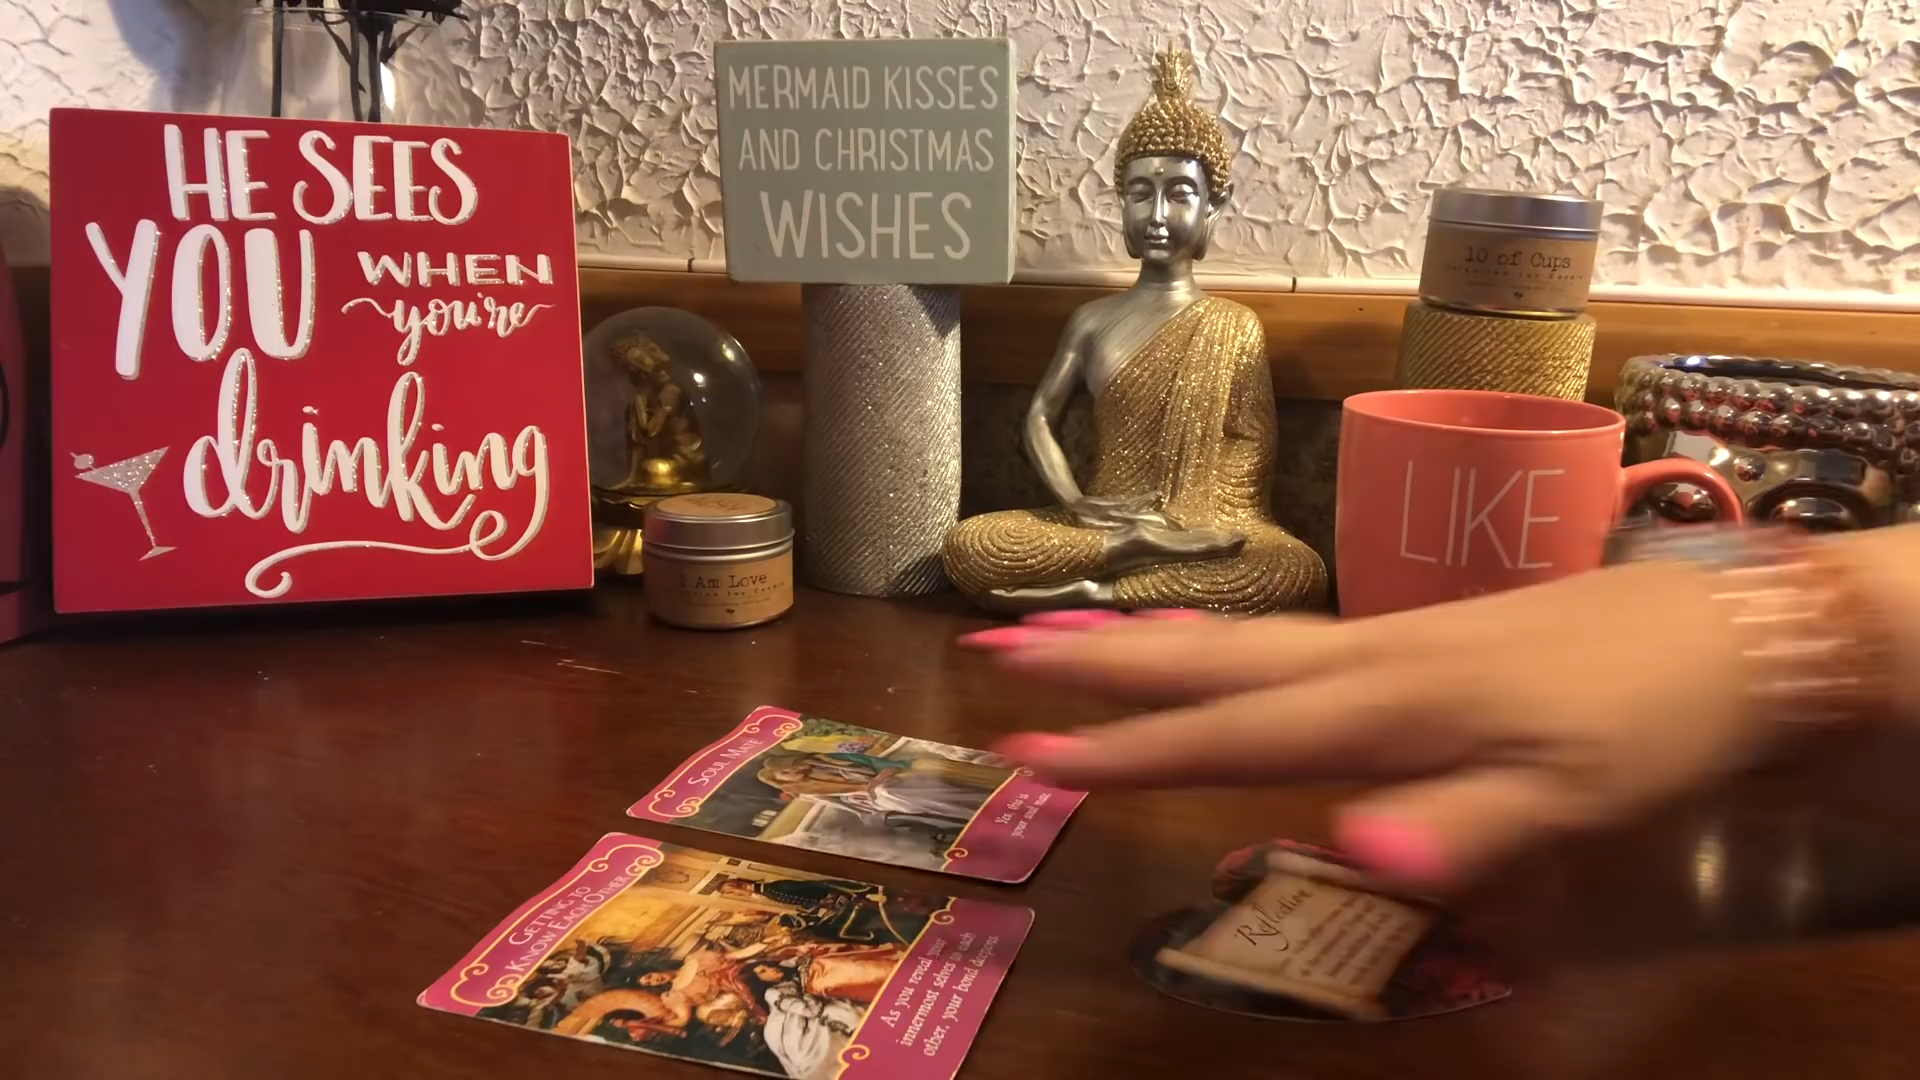 HE SEES
YOU WHEN
you're
drinking
MERMAID KISSES
AND CHRISTMAS
WISHES
10 of Cups
I Am Love
LIKE
SOUL MATE
Yes, this is
your soul mate
GETTING TO
KNOW EACH OTHER
As you reveal your
innermost selves to each
other, your bond deepens
Reflection